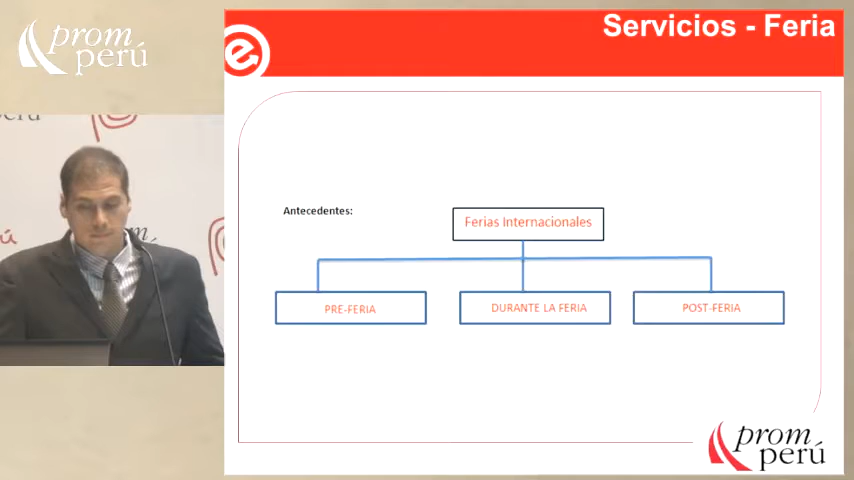 prom
perú
Servicios - Feria
Antecedentes:
Ferias Internacionales
PRE-FERIA
DURANTE LA FERIA
POST-FERIA
prom
perú